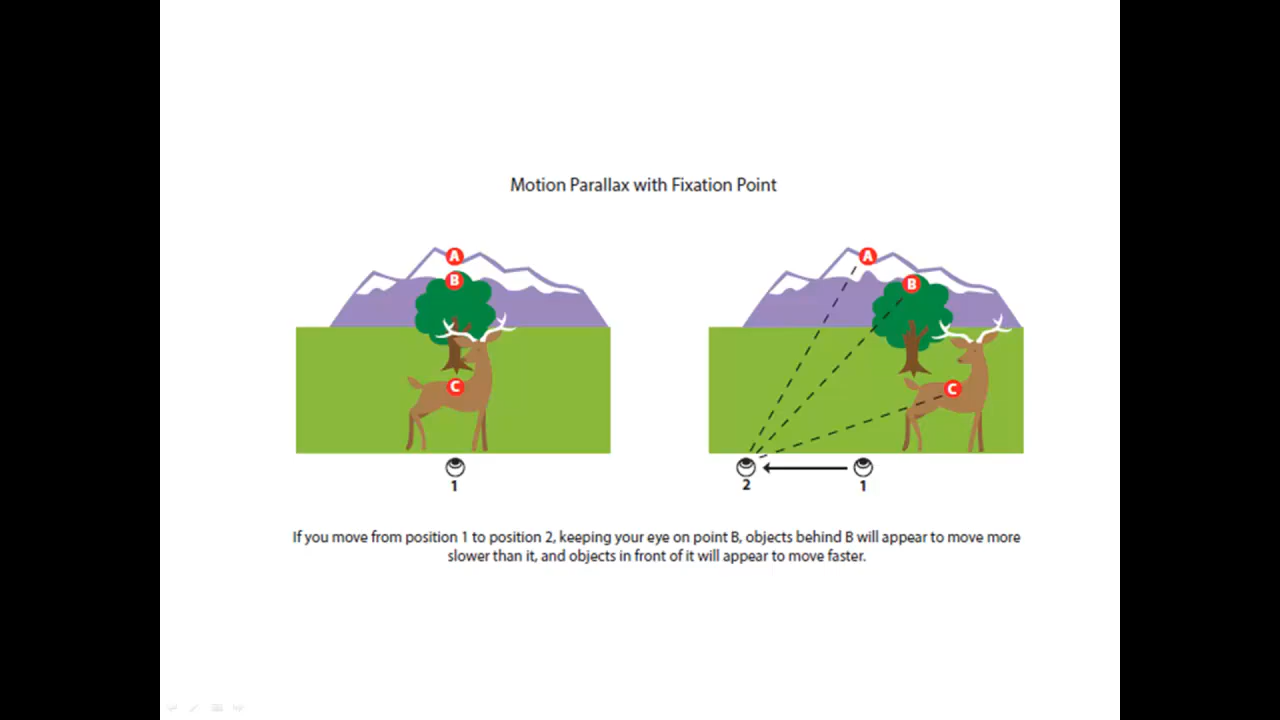 Motion Parallax with Fixation Point
A
B
C
1
A
B
C
2
1
If you move from position 1 to position 2, keeping your eye on point B, objects behind B will appear to move more
slower than it, and objects in front of it will appear to move faster.